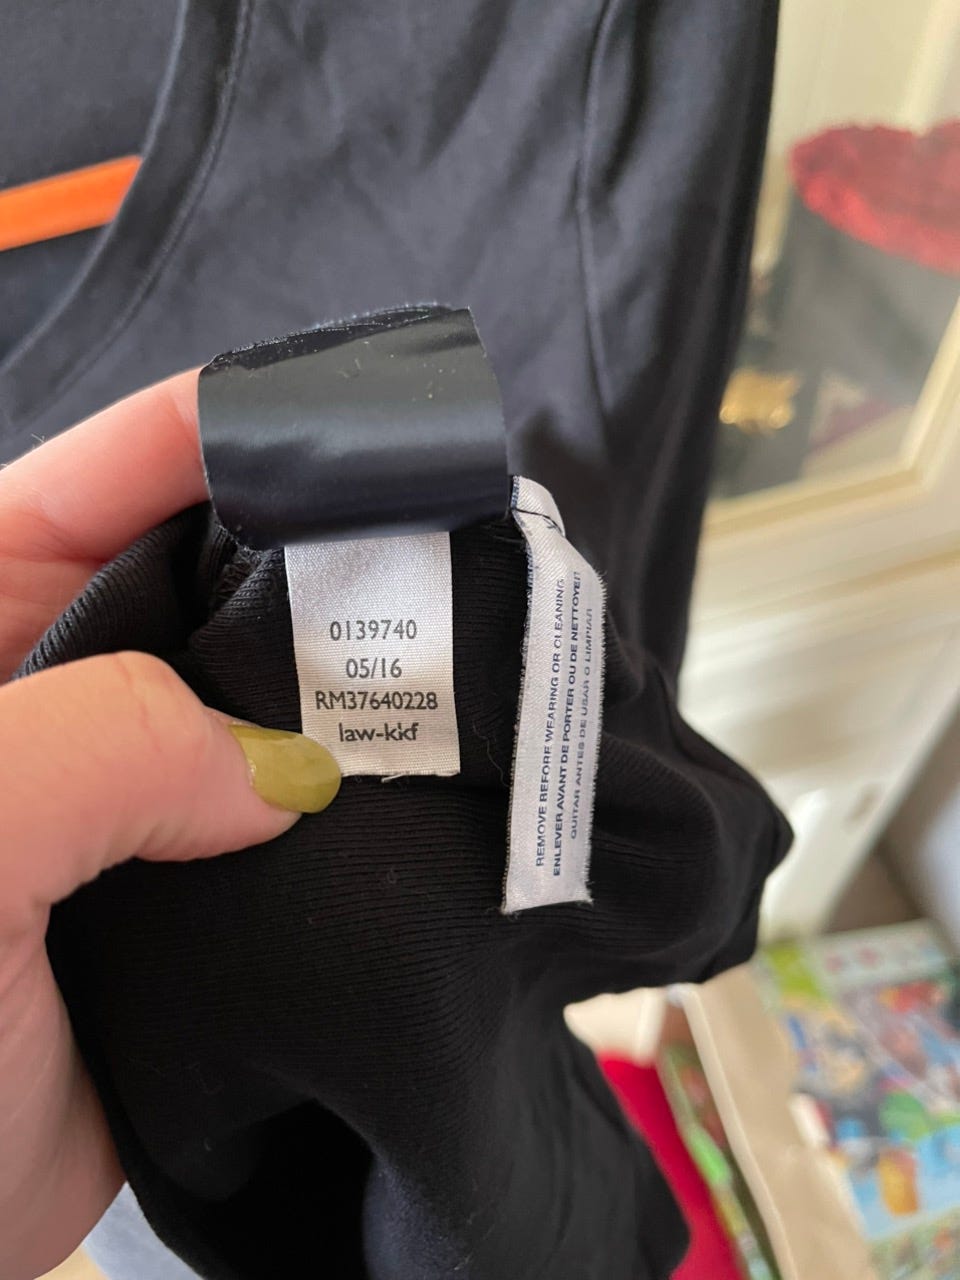 0139740
05/16
RM37640228
law-kkf
REMOVE BEFORE WEARING OR CLEANING
ENLEVER AVANT DE PORTER OU DE NETTOYER
QUITAR ANTES DE USAR O LIMPIAR